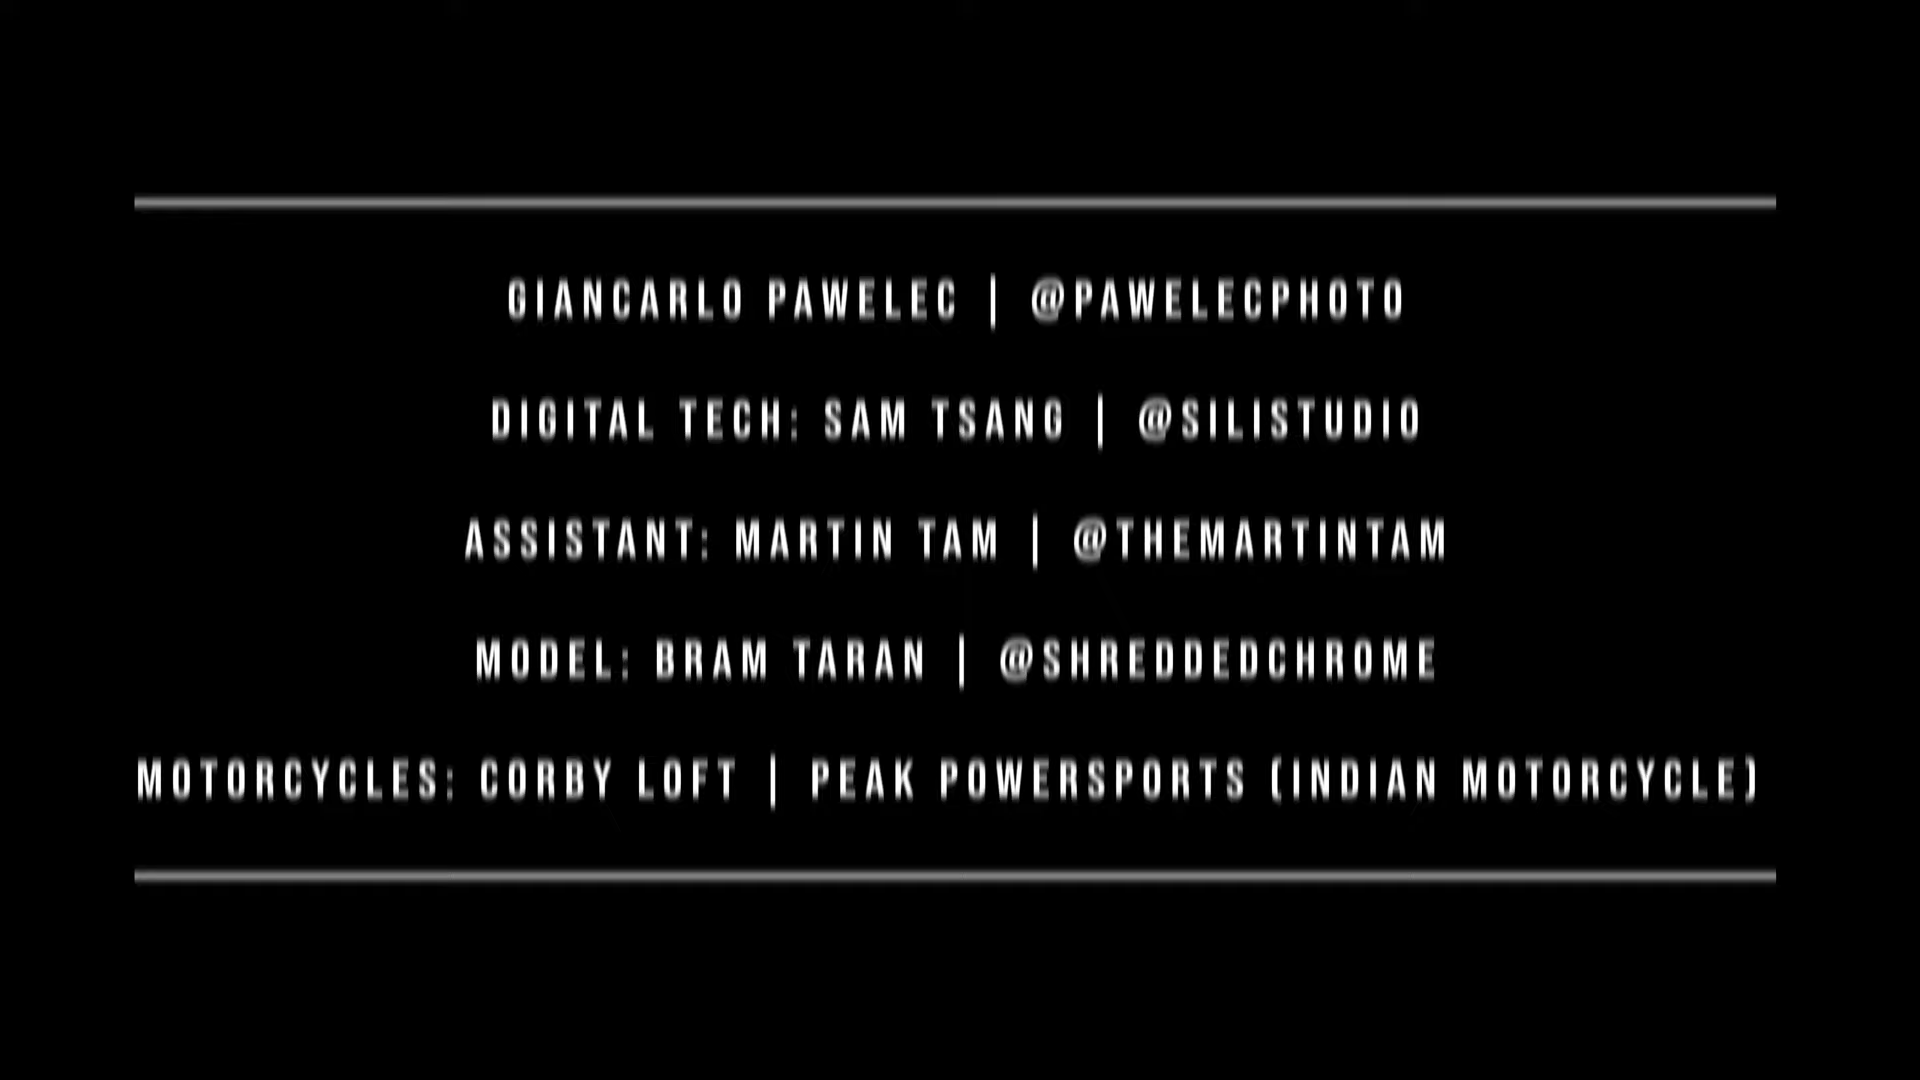 GIANCARLO PAWELEC | @PAWELECPHOTO
DIGITAL TECH: SAM TSANG | @SILISTUDIO
ASSISTANT: MARTIN TAM | @THEMARTINTAM
MODEL: BRAM TARAN | @SHREDDEDCHROME
MOTORCYCLES: CORBY LOFT | PEAK POWERSPORTS (INDIAN MOTORCYCLE)